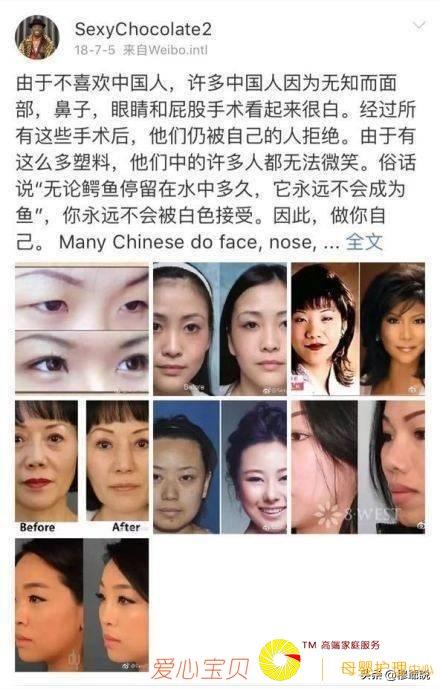 SexyChocolate2
18-7-5 来自Weibo.intl
由于不喜欢中国人，许多中国人因为无知而面
部，鼻子，眼睛和屁股手术看起来很白。经过所
有这些手术后，他们仍被自己的人拒绝。由于有
这么多塑料，他们中的许多人都无法微笑。俗话
说“无论鳄鱼停留在水中多久，它永远不会成为
鱼”，你永远不会被白色接受。因此，做你自
己。 Many Chinese do face, nose, ... 全文
Before
Before
After
8·WEST
爱心宝贝
TM 高端家庭服务
母婴护理中心
头条